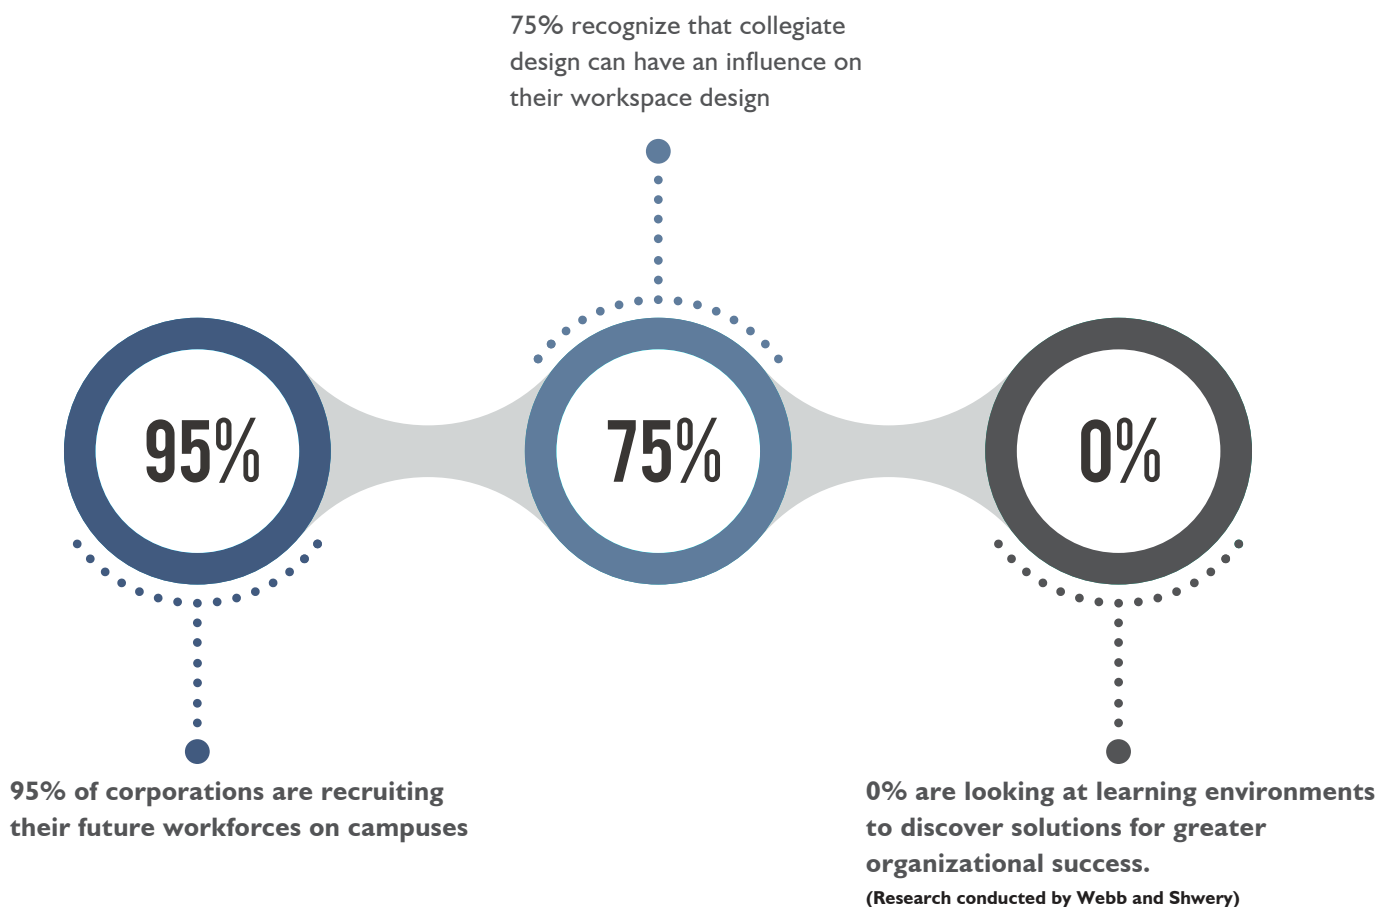 75% recognize that collegiate
design can have an influence on
their workspace design
95%
75%
0%
95% of corporations are recruiting
their future workforces on campuses
0% are looking at learning environments
to discover solutions for greater
organizational success.
(Research conducted by Webb and Shwery)